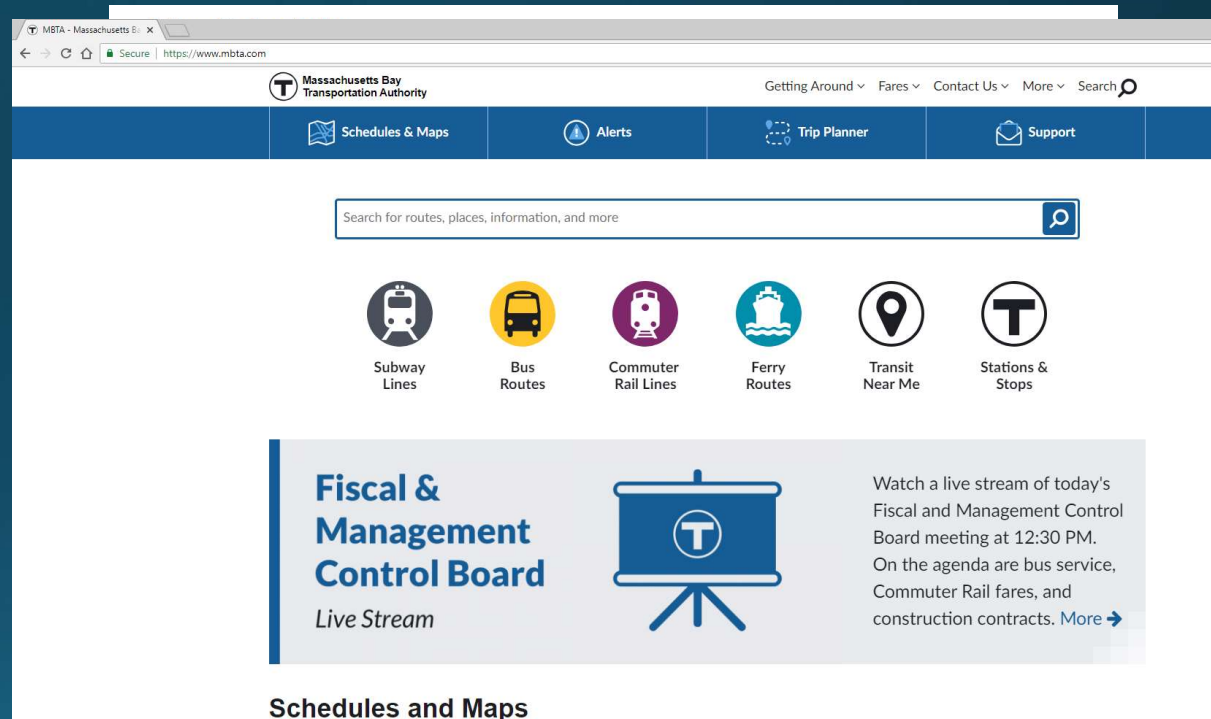 MBTA - Massachusetts Ba
Secure | https://www.mbta.com
Massachusetts Bay
Transportation Authority
Getting Around Fares Contact Us More Search
Schedules & Maps Alerts Trip Planner Support
Search for routes, places, information, and more
Subway
Lines
Bus
Routes
Commuter
Rail Lines
Ferry
Routes
Transit
Near Me
Stations &
Stops
Fiscal &
Management
Control Board
Live Stream
T
Watch a live stream of today's
Fiscal and Management Control
Board meeting at 12:30 PM.
On the agenda are bus service,
Commuter Rail fares, and
construction contracts. More
Schedules and Maps